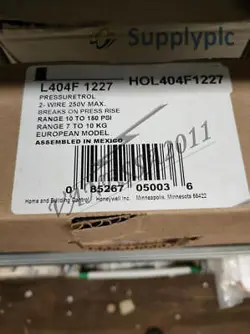 Supplyplc
L404F 1227 HOL404F1227
PRESSURETROL
2- WIRE 250V MAX.
BREAKS ON PRESS RISE
RANGE 10 TO 150 PSI
RANGE 7 TO 10 KG
EUROPEAN MODEL
ASSEMBLED IN MEXICO
0 85267 05003 6
Home and Building Control Honeywell Inc. Minneapolis, Minnesota 55422